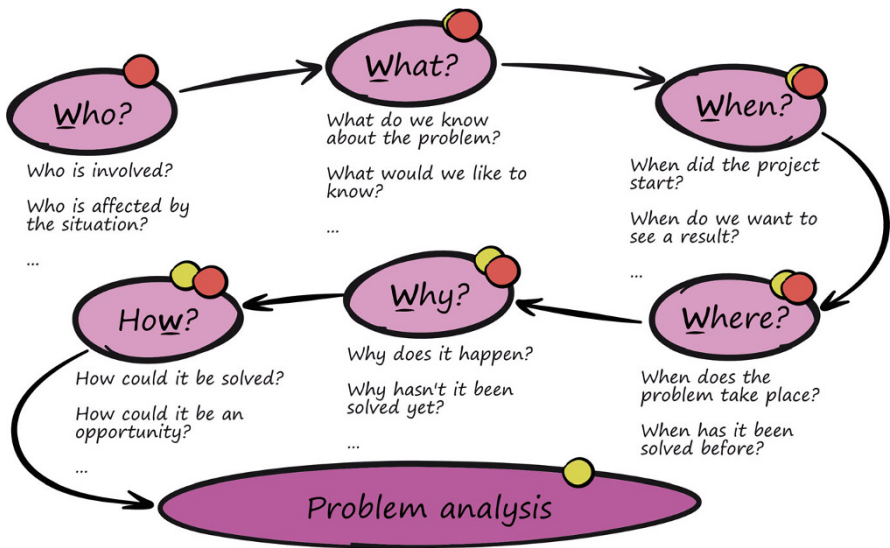 Who?
Who is involved?
Who is affected by
the situation?
...
What?
What do we know
about the problem?
What would we like to
know?
...
When?
When did the project
start?
When do we want to
see a result?
...
Where?
When does the
problem take place?
When has it been
solved before?
Why?
Why does it happen?
Why hasn't it been
solved yet?
...
How?
How could it be solved?
How could it be an
opportunity?
...
Problem analysis